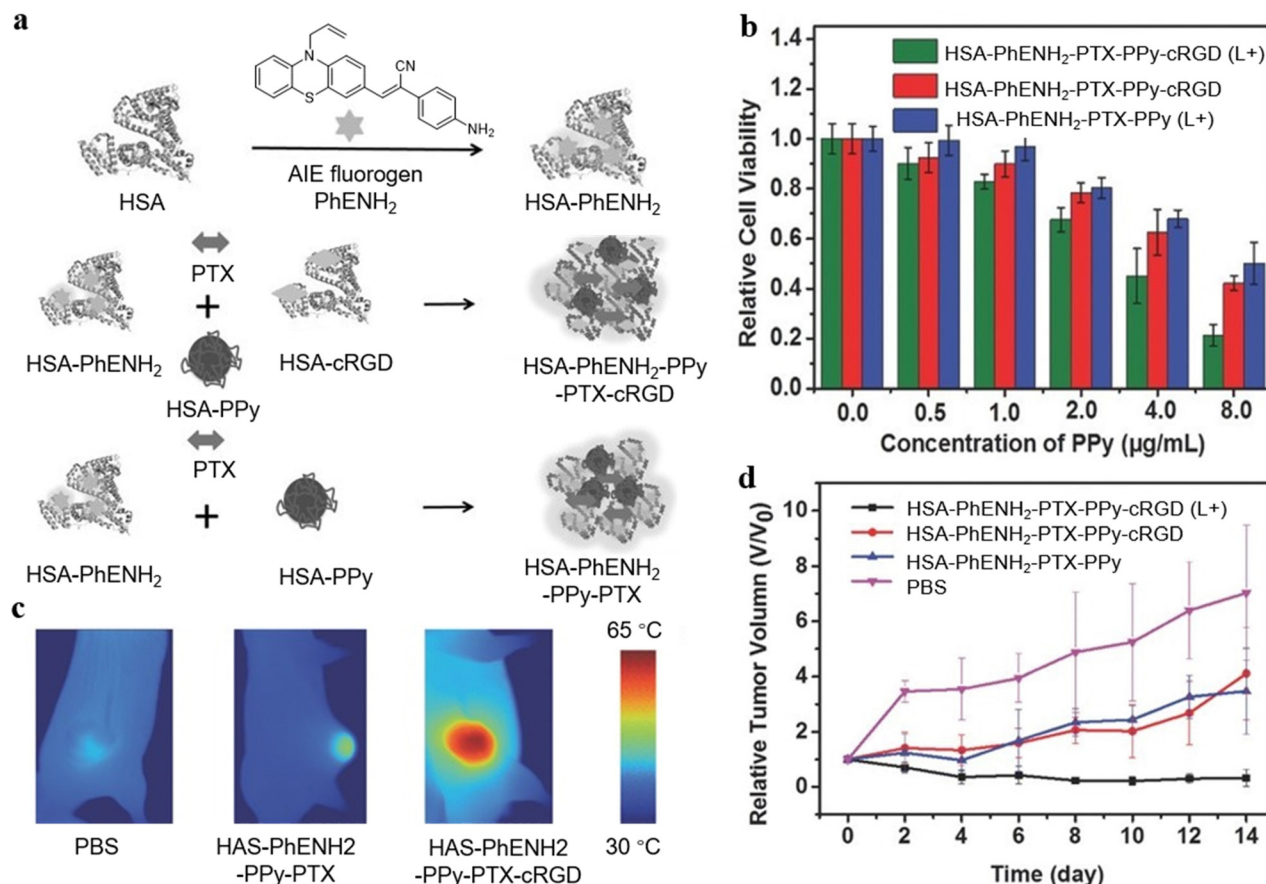 a
N
S
CN
NH₂
HSA
AIE fluorogen
PhENH₂
HSA-PhENH₂
PTX
+
HSA-PhENH₂
HSA-cRGD
HSA-PPy
HSA-PhENH₂-PPy
-PTX-cRGD
PTX
+
HSA-PhENH₂
HSA-PPy
HSA-PhENH₂
-PPy-PTX
b
Relative Cell Viability
1.4
1.2
1.0
0.8
0.6
0.4
0.2
0.0
HSA-PhENH₂-PTX-PPy-cRGD (L+)
HSA-PhENH₂-PTX-PPy-cRGD
HSA-PhENH₂-PTX-PPy (L+)
0.0 0.5 1.0 2.0 4.0 8.0
Concentration of PPy (µg/mL)
c
65 °C
30 °C
PBS
HAS-PhENH2
-PPy-PTX
HAS-PhENH2
-PPy-PTX-cRGD
d
Relative Tumor Volumn (V/V₀)
10
8
6
4
2
0
HSA-PhENH₂-PTX-PPy-cRGD (L+)
HSA-PhENH₂-PTX-PPy-cRGD
HSA-PhENH₂-PTX-PPy
PBS
0 2 4 6 8 10 12 14
Time (day)